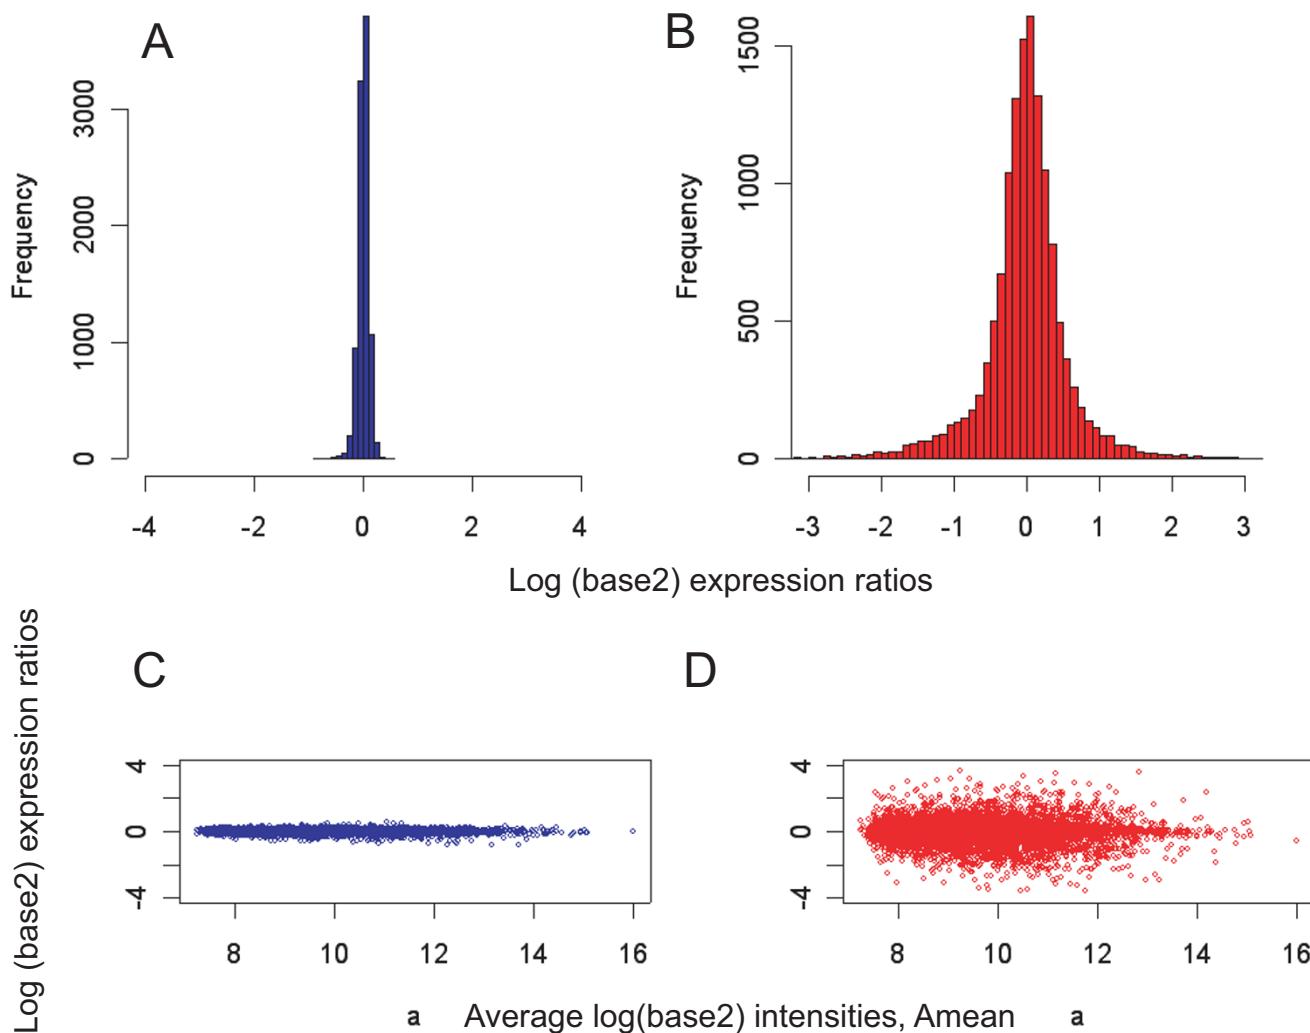 A
B
Frequency
3000
2000
1000
0
-4 -2 0 2 4
Frequency
1500
1000
500
0
-3 -2 -1 0 1 2 3
Log (base2) expression ratios
Log (base2) expression ratios
C
D
4
0
-4
8 10 12 14 16
4
0
-4
8 10 12 14 16
a Average log(base2) intensities, Amean a